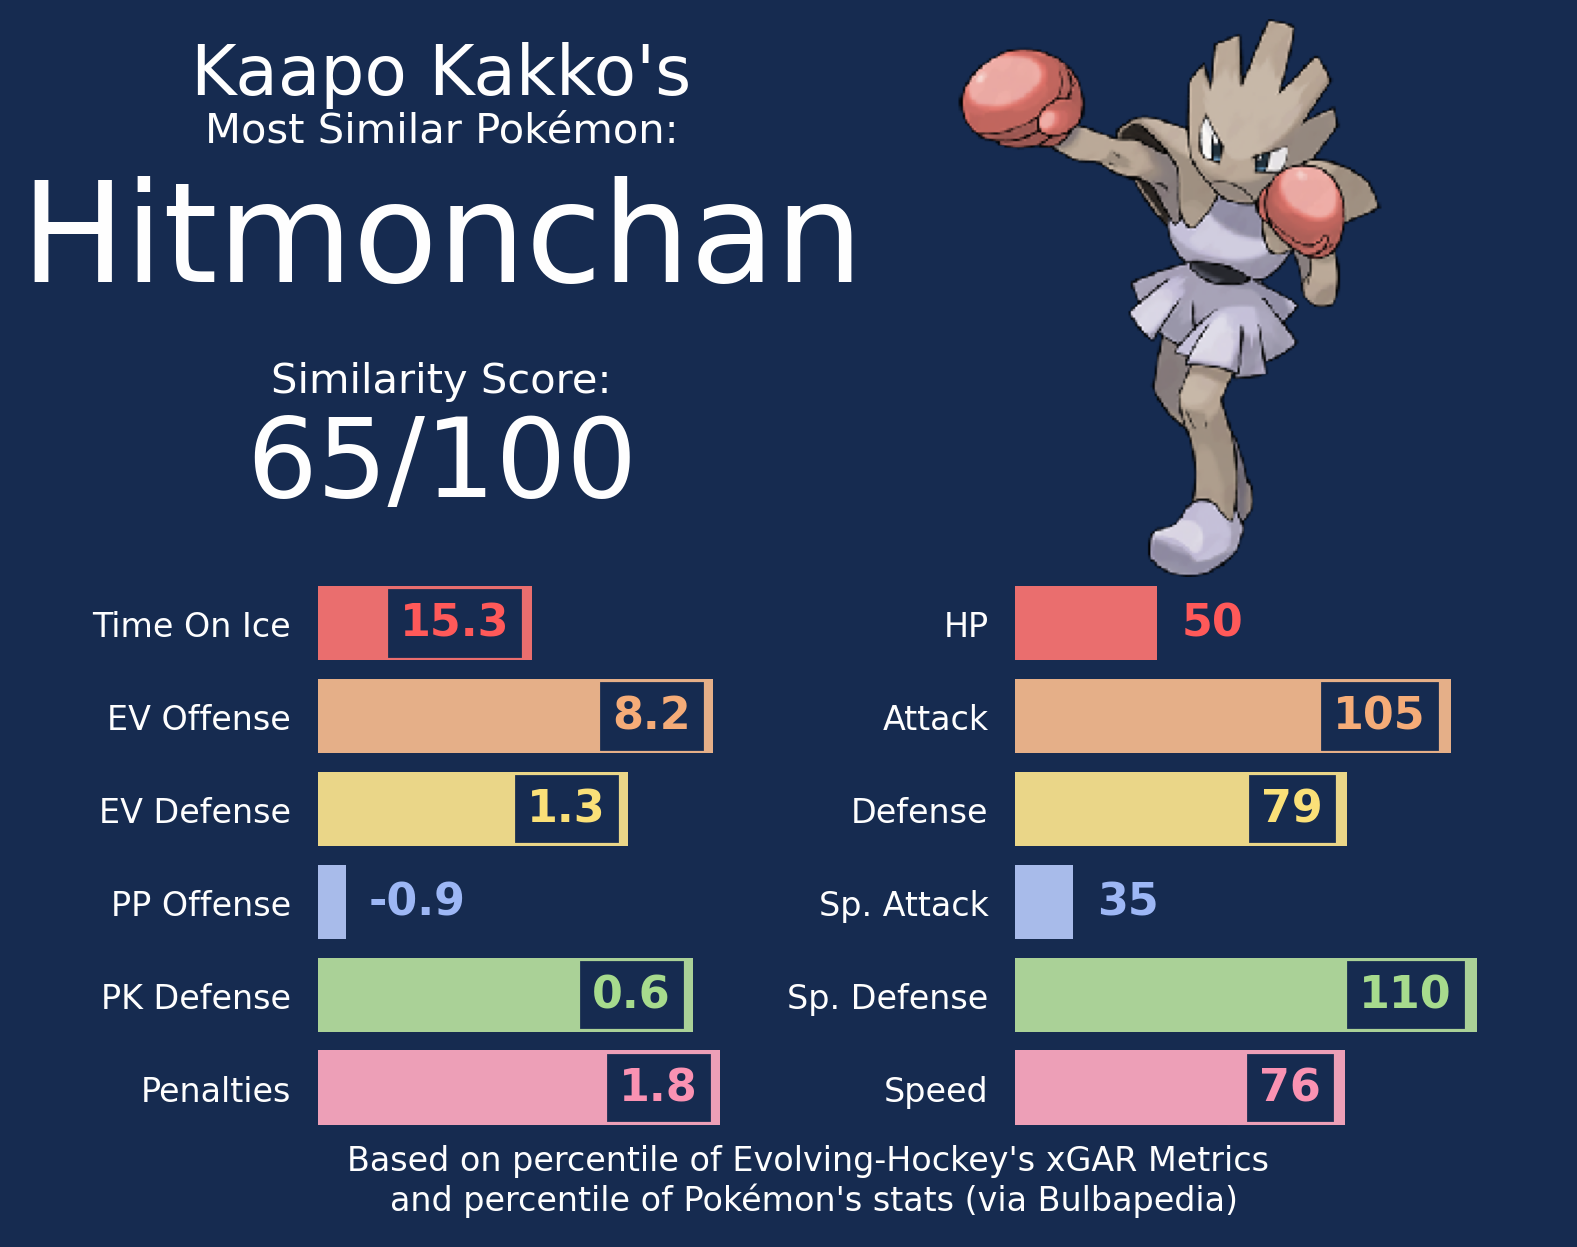 Kaapo Kakko's
Most Similar Pokémon:
Hitmonchan
Similarity Score:
65/100
Time On Ice 15.3
EV Offense 8.2
EV Defense 1.3
PP Offense -0.9
PK Defense 0.6
Penalties 1.8
HP 50
Attack 105
Defense 79
Sp. Attack 35
Sp. Defense 110
Speed 76
Based on percentile of Evolving-Hockey's xGAR Metrics
and percentile of Pokémon's stats (via Bulbapedia)